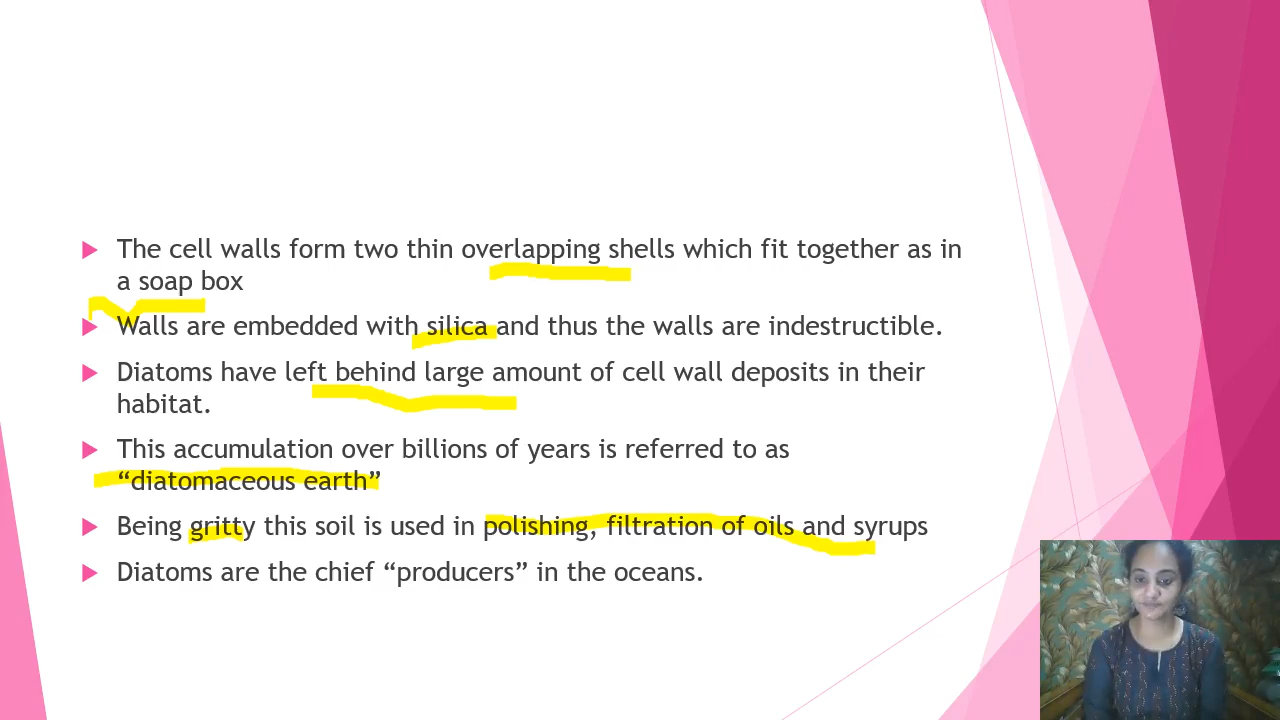 The cell walls form two thin overlapping shells which fit together as in
a soap box
Walls are embedded with silica and thus the walls are indestructible.
Diatoms have left behind large amount of cell wall deposits in their
habitat.
This accumulation over billions of years is referred to as
“diatomaceous earth”
Being gritty this soil is used in polishing, filtration of oils and syrups
Diatoms are the chief “producers” in the oceans.